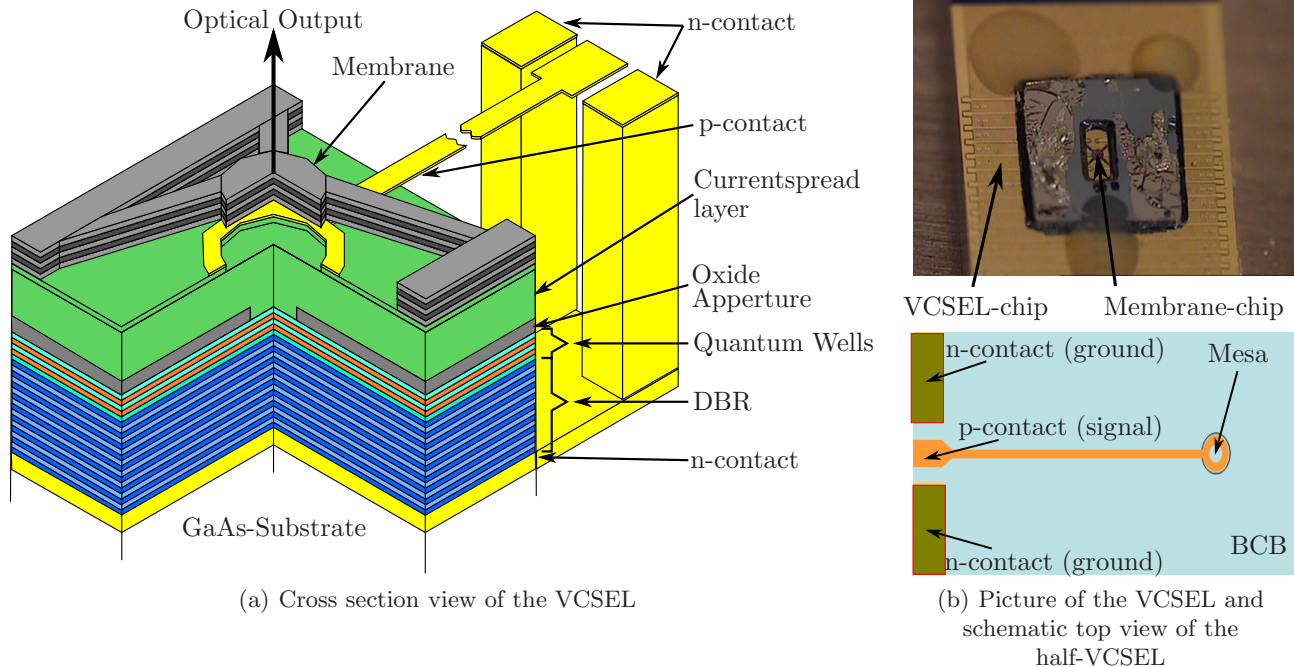 Optical Output
n-contact
Membrane
p-contact
Currentspread
layer
Oxide
Apperture
Quantum Wells
DBR
n-contact
GaAs-Substrate
(a) Cross section view of the VCSEL
VCSEL-chip
Membrane-chip
n-contact (ground)
Mesa
p-contact (signal)
BCB
n-contact (ground)
(b) Picture of the VCSEL and
schematic top view of the
half-VCSEL